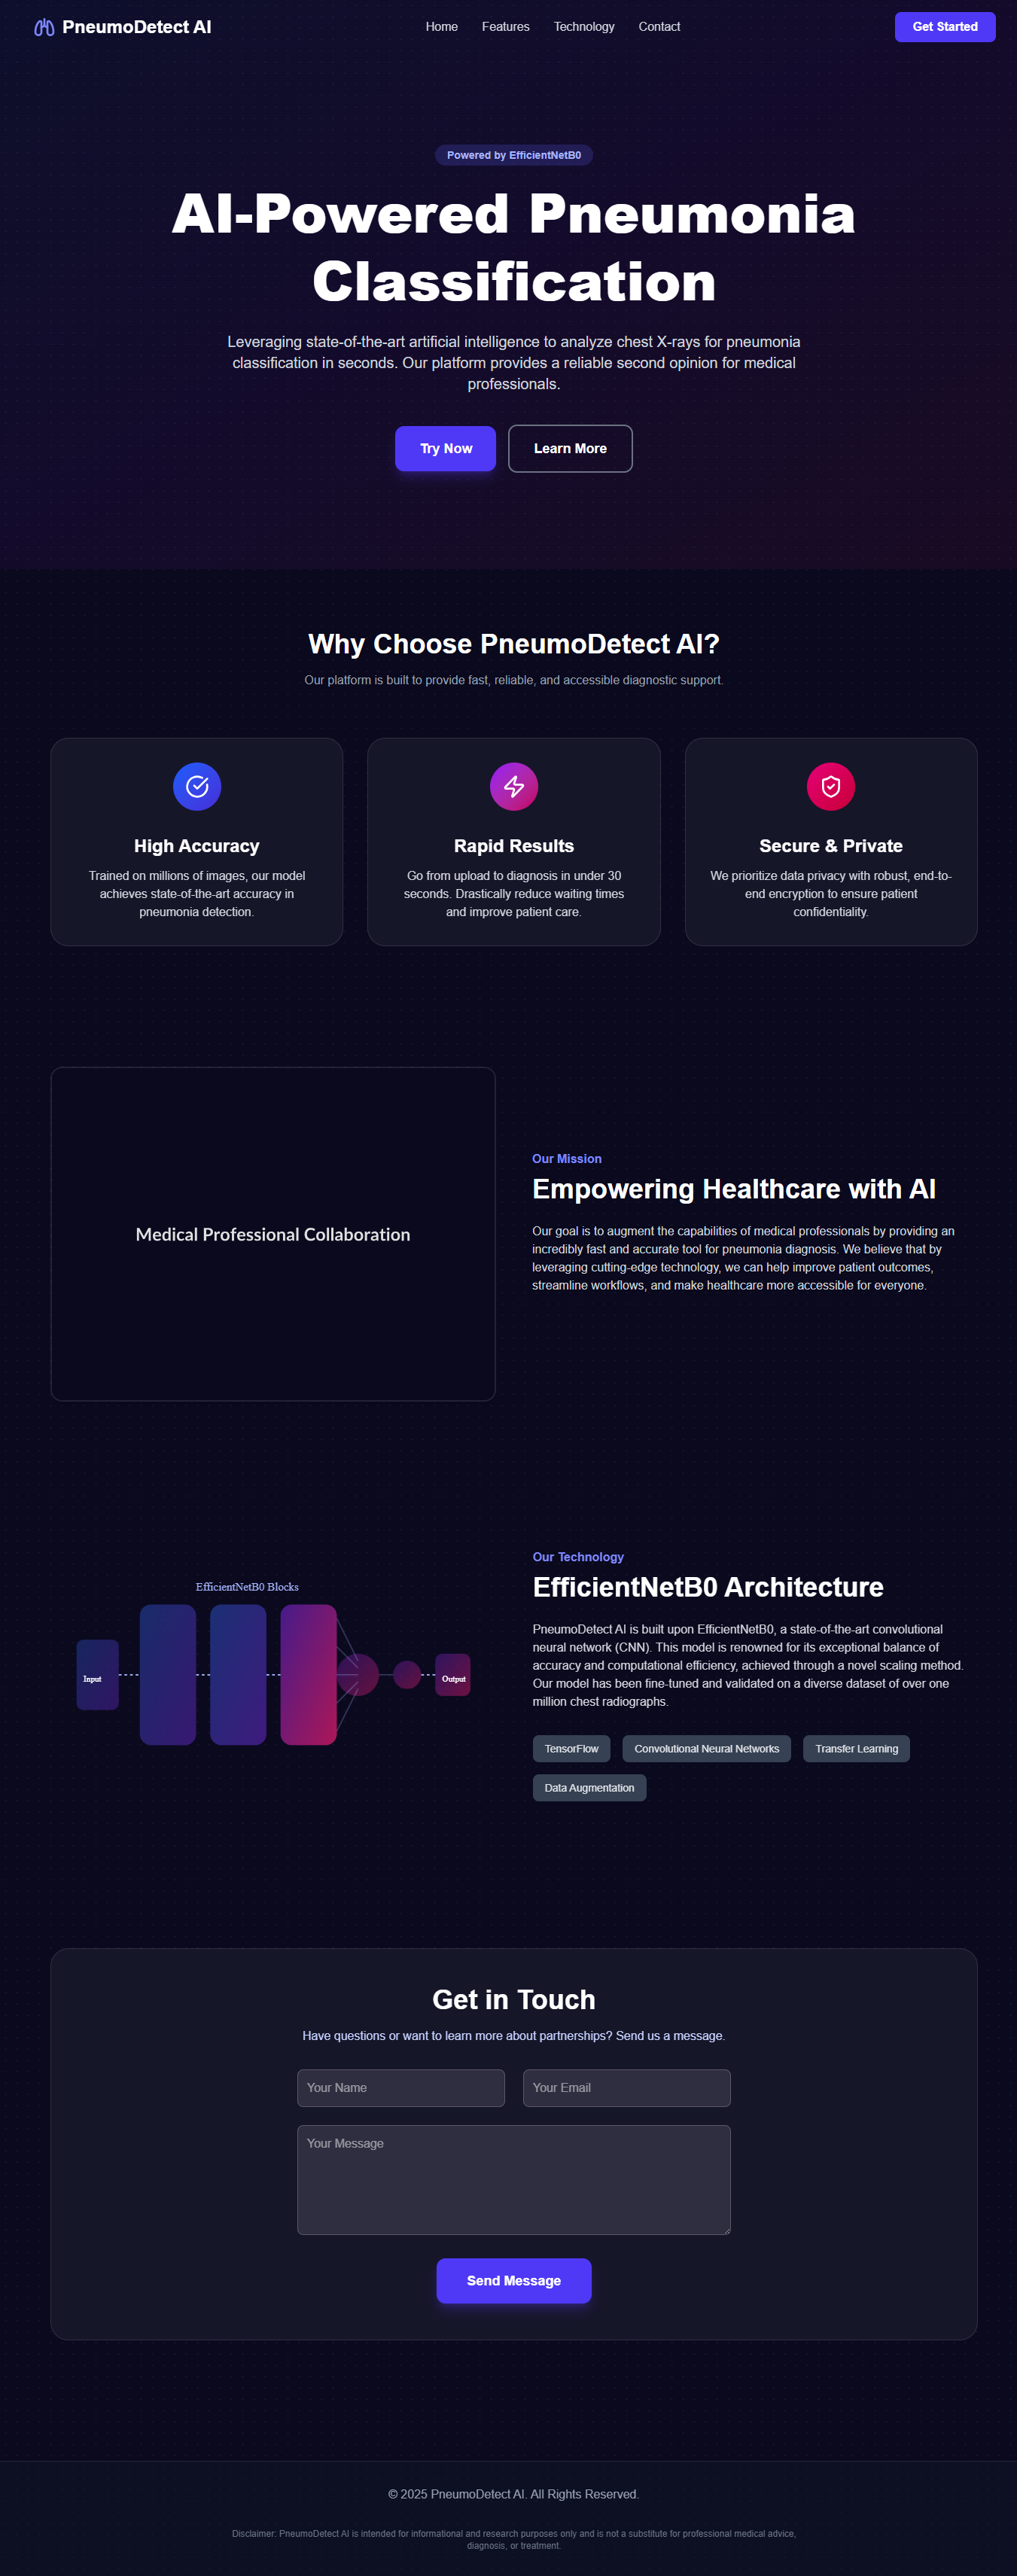 PneumoDetect AI
Home
Features
Technology
Contact
Get Started
Powered by EfficientNetB0
AI-Powered Pneumonia
Classification
Leveraging state-of-the-art artificial intelligence to analyze chest X-rays for pneumonia
classification in seconds. Our platform provides a reliable second opinion for medical
professionals.
Try Now
Learn More
Why Choose PneumoDetect AI?
Our platform is built to provide fast, reliable, and accessible diagnostic support.
High Accuracy
Trained on millions of images, our model
achieves state-of-the-art accuracy in
pneumonia detection.
Rapid Results
Go from upload to diagnosis in under 30
seconds. Drastically reduce waiting times
and improve patient care.
Secure & Private
We prioritize data privacy with robust, end-to-
end encryption to ensure patient
confidentiality.
Medical Professional Collaboration
Our Mission
Empowering Healthcare with AI
Our goal is to augment the capabilities of medical professionals by providing an
incredibly fast and accurate tool for pneumonia diagnosis. We believe that by
leveraging cutting-edge technology, we can help improve patient outcomes,
streamline workflows, and make healthcare more accessible for everyone.
EfficientNetB0 Blocks
Input
Output
Our Technology
EfficientNetB0 Architecture
PneumoDetect AI is built upon EfficientNetB0, a state-of-the-art convolutional
neural network (CNN). This model is renowned for its exceptional balance of
accuracy and computational efficiency, achieved through a novel scaling method.
Our model has been fine-tuned and validated on a diverse dataset of over one
million chest radiographs.
TensorFlow
Convolutional Neural Networks
Transfer Learning
Data Augmentation
Get in Touch
Have questions or want to learn more about partnerships? Send us a message.
Your Name
Your Email
Your Message
Send Message
© 2025 PneumoDetect AI. All Rights Reserved.
Disclaimer: PneumoDetect AI is intended for informational and research purposes only and is not a substitute for professional medical advice,
diagnosis, or treatment.